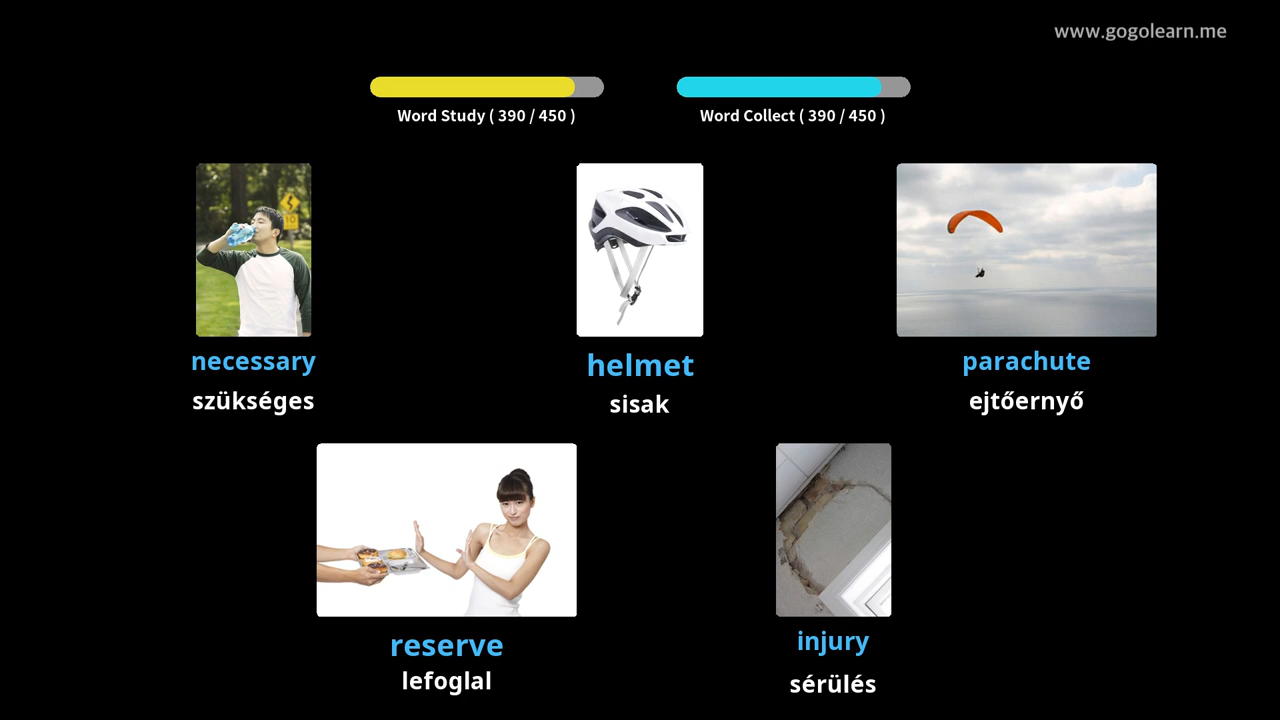 www.gogolearn.me
Word Study ( 390 / 450 )
Word Collect ( 390 / 450 )
10
necessary
szükséges
helmet
sisak
parachute
ejtőernyő
reserve
lefoglal
injury
sérülés